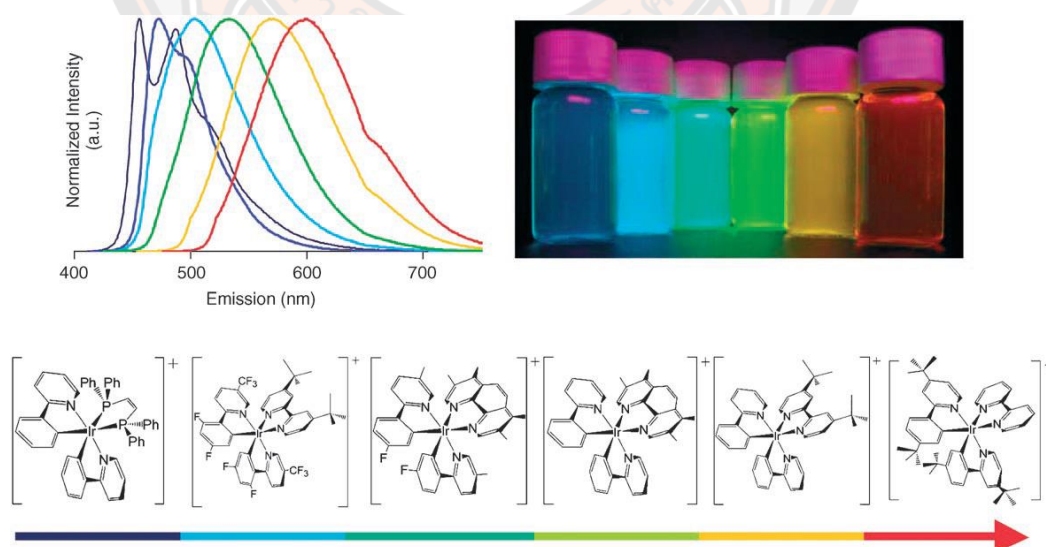 Normalized Intensity
(a.u.)
400
500
600
700
Emission (nm)
Ph
Ph
P
N
Ir
P
Ph
Ph
N
+
CF₃
F
N
N
Ir
N
F
F
N
CF₃
F
+
N
N
Ir
N
F
F
N
+
N
N
Ir
N
N
+
N
N
Ir
N
N
+
N
N
Ir
N
N
+